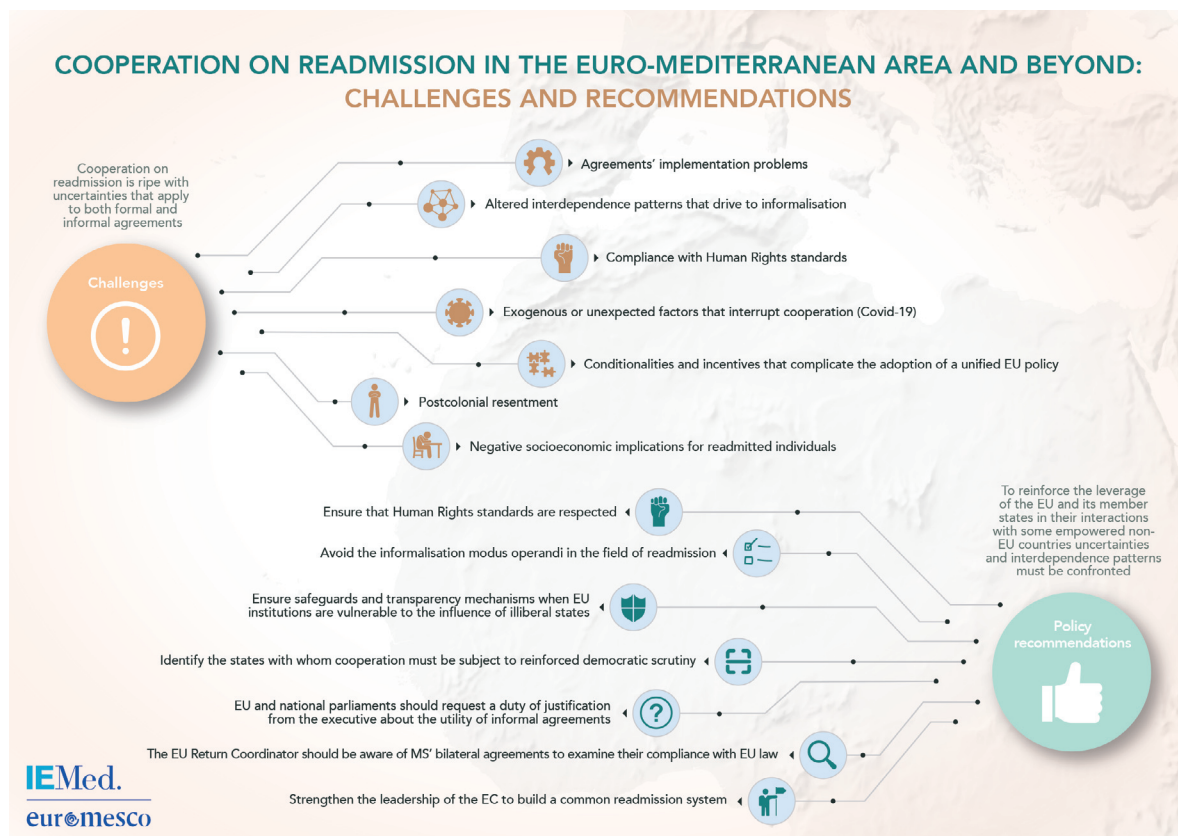 COOPERATION ON READMISSION IN THE EURO-MEDITERRANEAN AREA AND BEYOND:
CHALLENGES AND RECOMMENDATIONS
Cooperation on
readmission is ripe with
uncertainties that apply
to both formal and
informal agreements
Challenges
Agreements' implementation problems
Altered interdependence patterns that drive to informalisation
Compliance with Human Rights standards
Exogenous or unexpected factors that interrupt cooperation (Covid-19)
Conditionalities and incentives that complicate the adoption of a unified EU policy
Postcolonial resentment
Negative socioeconomic implications for readmitted individuals
To reinforce the leverage
of the EU and its member
states in their interactions
with some empowered non-
EU countries uncertainties
and interdependence patterns
must be confronted
Policy
recommendations
Ensure that Human Rights standards are respected
Avoid the informalisation modus operandi in the field of readmission
Ensure safeguards and transparency mechanisms when EU
institutions are vulnerable to the influence of illiberal states
Identify the states with whom cooperation must be subject to reinforced democratic scrutiny
EU and national parliaments should request a duty of justification
from the executive about the utility of informal agreements
The EU Return Coordinator should be aware of MS' bilateral agreements to examine their compliance with EU law
Strengthen the leadership of the EC to build a common readmission system
IEMed.
euromesco